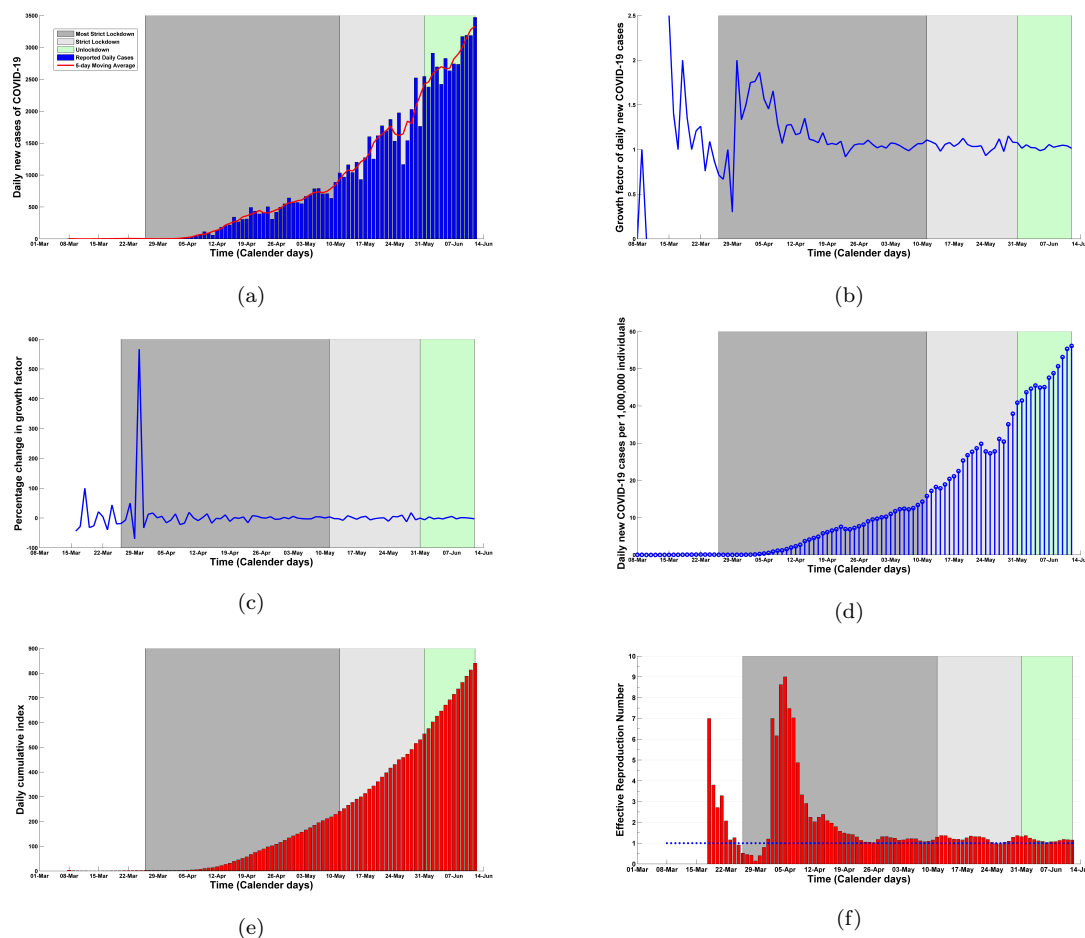 Daily new cases of COVID-19
3500
3000
2500
2000
1500
1000
500
0
Most Strict Lockdown
Strict Lockdown
Unlockdown
Reported Daily Cases
5-day Moving Average
01-Mar 08-Mar 15-Mar 22-Mar 29-Mar 05-Apr 12-Apr 19-Apr 26-Apr 03-May 10-May 17-May 24-May 31-May 07-Jun 14-Jun
Time (Calender days)
(a)
Growth factor of daily new COVID-19 cases
2.5
2
1.5
1
0.5
0
08-Mar 15-Mar 22-Mar 29-Mar 05-Apr 12-Apr 19-Apr 26-Apr 03-May 10-May 17-May 24-May 31-May 07-Jun 14-Jun
Time (Calender days)
(b)
Percentage change in growth factor
600
500
400
300
200
100
0
-100
08-Mar 15-Mar 22-Mar 29-Mar 05-Apr 12-Apr 19-Apr 26-Apr 03-May 10-May 17-May 24-May 31-May 07-Jun 14-Jun
Time (Calender days)
(c)
Daily new COVID-19 cases per 1,000,000 individuals
60
50
40
30
20
10
0
08-Mar 15-Mar 22-Mar 29-Mar 05-Apr 12-Apr 19-Apr 26-Apr 03-May 10-May 17-May 24-May 31-May 07-Jun 14-Jun
Time (Calender days)
(d)
Daily cumulative index
900
800
700
600
500
400
300
200
100
0
01-Mar 08-Mar 15-Mar 22-Mar 29-Mar 05-Apr 12-Apr 19-Apr 26-Apr 03-May 10-May 17-May 24-May 31-May 07-Jun 14-Jun
Time (Calender days)
(e)
Effective Reproduction Number
10
9
8
7
6
5
4
3
2
1
0
01-Mar 08-Mar 15-Mar 22-Mar 29-Mar 05-Apr 12-Apr 19-Apr 26-Apr 03-May 10-May 17-May 24-May 31-May 07-Jun 14-Jun
Time (Calender days)
(f)